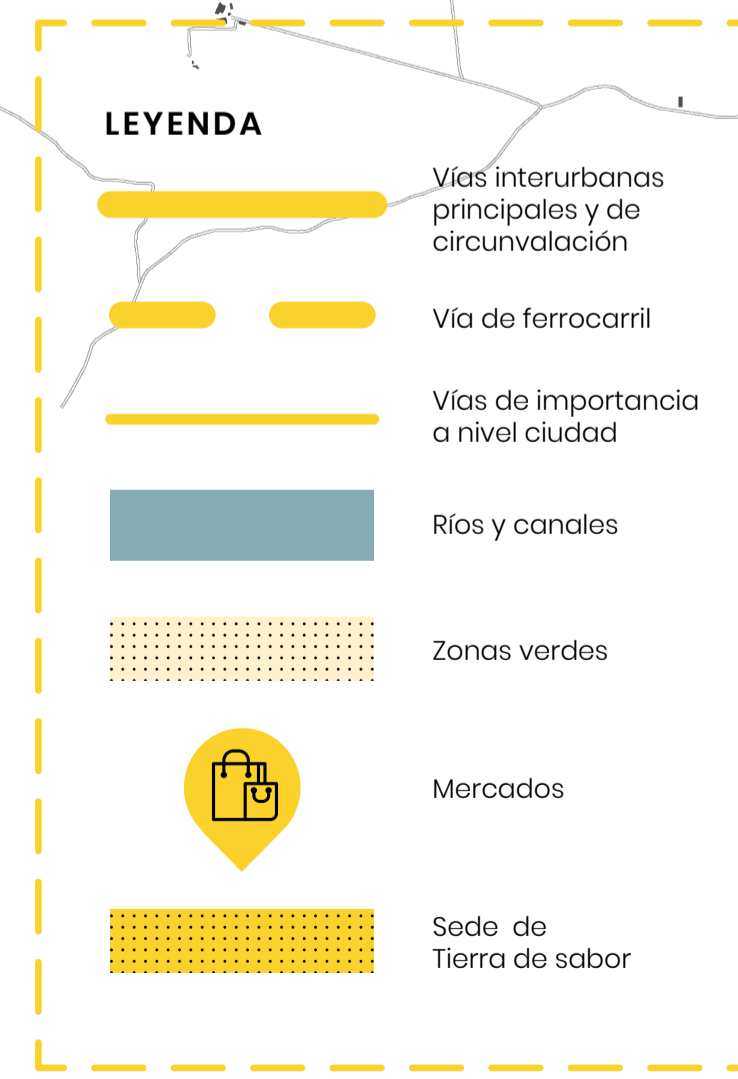 LEYENDA
Vías interurbanas
principales y de
circunvalación
Vía de ferrocarril
Vías de importancia
a nivel ciudad
Ríos y canales
Zonas verdes
Mercados
Sede de
Tierra de sabor